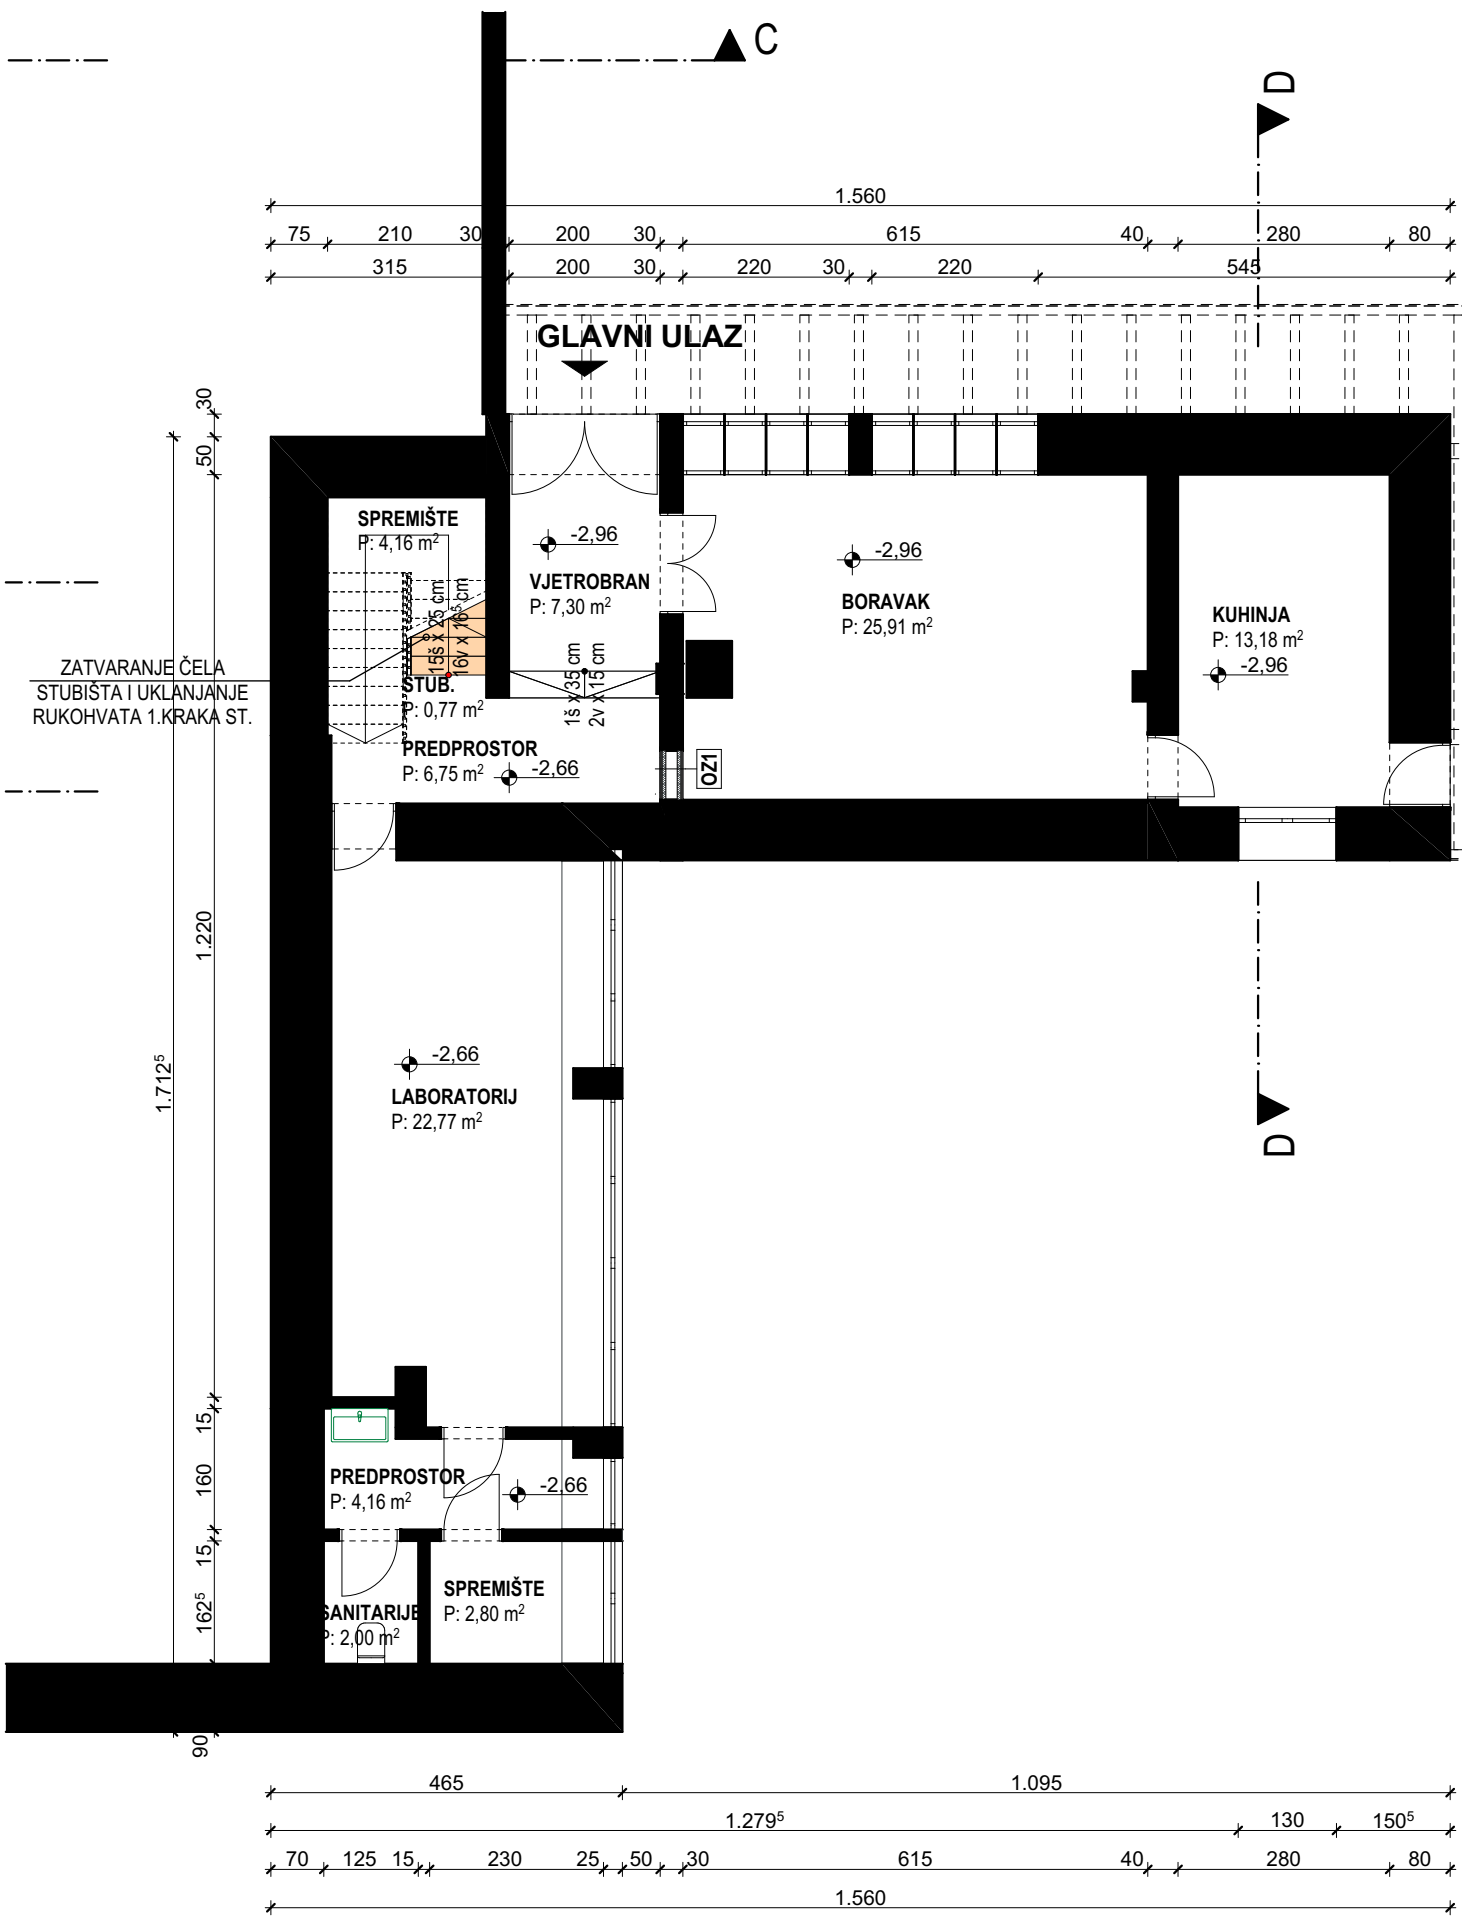 C
D
1.560
75 210 30 200 30 615 40 280 80
315 200 30 220 30 220 545
GLAVNI ULAZ
30
50
SPREMIŠTE
P: 4,16 m²
-2,96
VJETROBRAN
P: 7,30 m²
-2,96
BORAVAK
P: 25,91 m²
KUHINJA
P: 13,18 m²
-2,96
15š x 25 cm
16v x 16⁵ cm
ZATVARANJE ČELA
STUBIŠTA I UKLANJANJE
RUKOHVATA 1.KRAKA ST.
STUB.
P: 0,77 m²
1š x 35 cm
2v x 15 cm
PREDPROSTOR
P: 6,75 m²
-2,66
OZ1
1.220
1.712⁵
-2,66
LABORATORIJ
P: 22,77 m²
D
15
160
15
162⁵
90
PREDPROSTOR
P: 4,16 m²
-2,66
SANITARIJE
P: 2,00 m²
SPREMIŠTE
P: 2,80 m²
465 1.095
1.279⁵ 130 150⁵
70 125 15 230 25 50 30 615 40 280 80
1.560